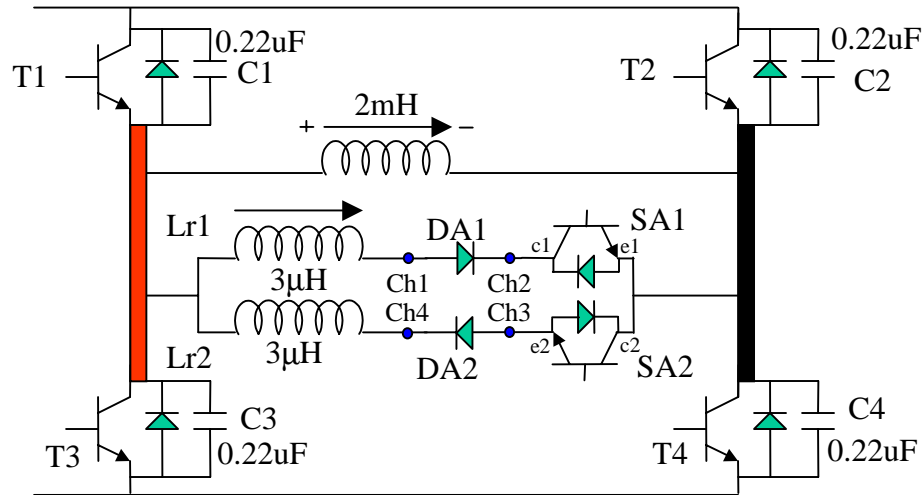 0.22uF
C1
T1
0.22uF
C2
T2
2mH
+ −
Lr1
3μH
DA1
SA1
c1 e1
Ch1 Ch2
Ch4 Ch3
3μH
Lr2
DA2
e2 c2
SA2
C3
0.22uF
T3
C4
0.22uF
T4